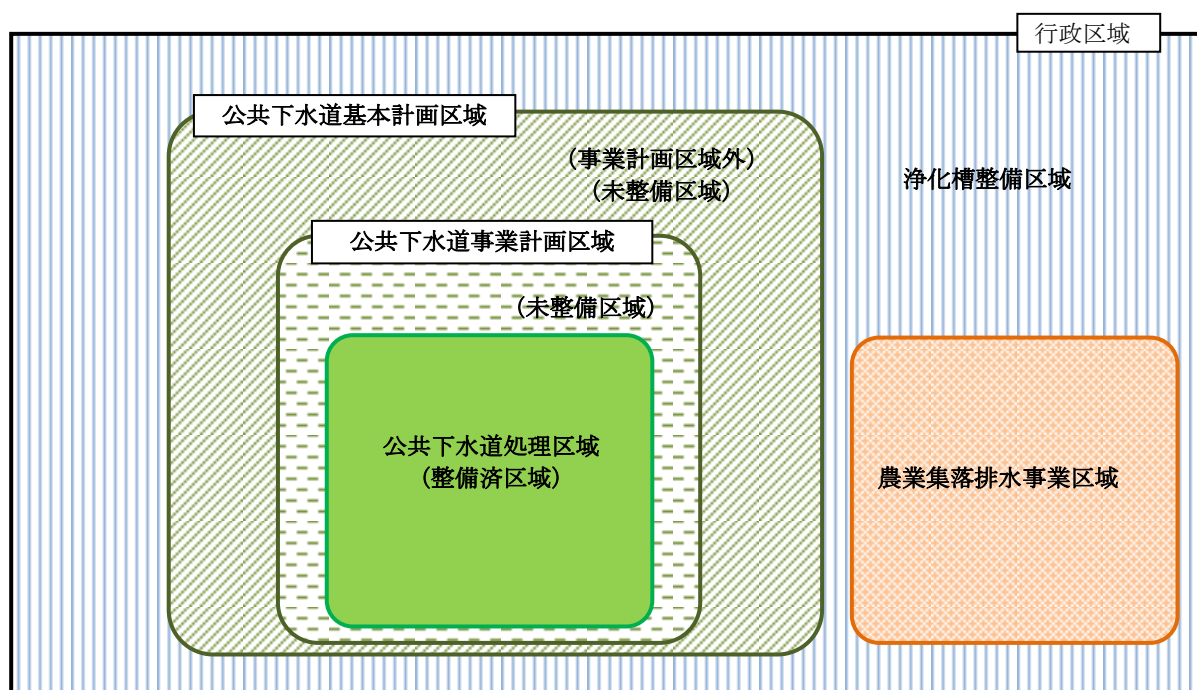 行政区域
公共下水道基本計画区域
(事業計画区域外)
(未整備区域)
浄化槽整備区域
公共下水道事業計画区域
(未整備区域)
公共下水道処理区域
(整備済区域)
農業集落排水事業区域